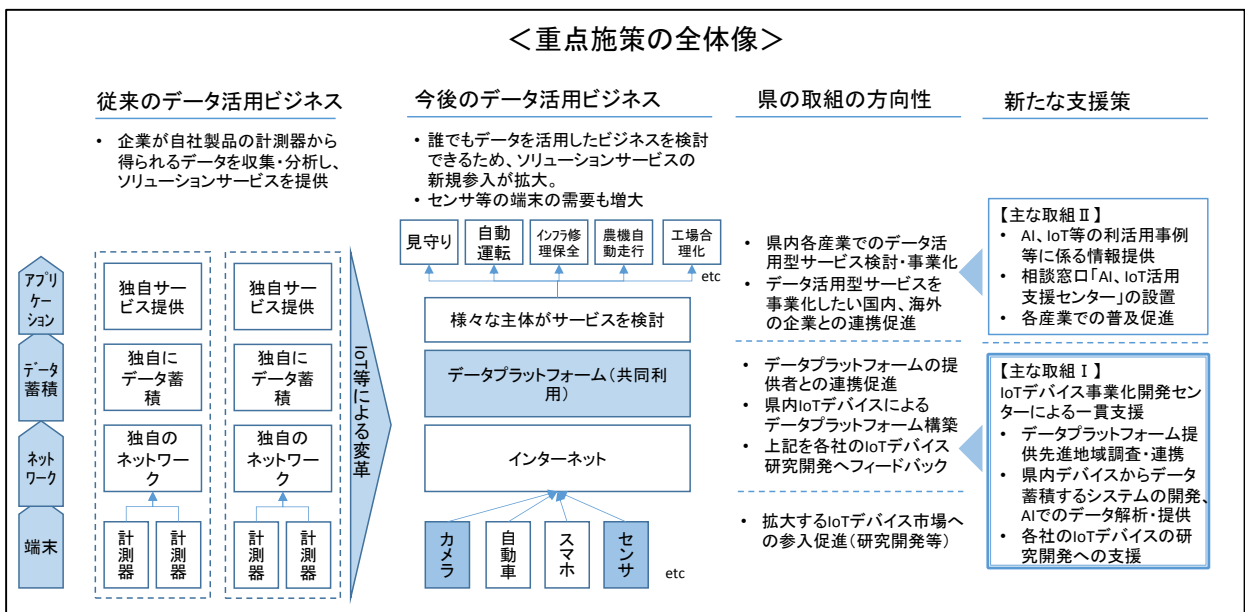 ＜重点施策の全体像＞
従来のデータ活用ビジネス
• 企業が自社製品の計測器から
得られるデータを収集・分析し、
ソリューションサービスを提供
アプリ
ケー
ション
データ
蓄積
ネット
ワーク
端末
独自サー
ビス提供
独自に
データ蓄
積
独自の
ネットワー
ク
計測器
計測器
独自サー
ビス提供
独自に
データ蓄
積
独自の
ネットワー
ク
計測器
計測器
IoT等による変革
今後のデータ活用ビジネス
• 誰でもデータを活用したビジネスを検討
できるため、ソリューションサービスの
新規参入が拡大。
• センサ等の端末の需要も増大
見守り
自動
運転
インフラ修
理保全
農機自
動走行
工場合
理化
etc
様々な主体がサービスを検討
データプラットフォーム（共同利
用）
インターネット
カメラ
自動車
スマホ
センサ
etc
県の取組の方向性
• 県内各産業でのデータ活
用型サービス検討・事業化
• データ活用型サービスを
事業化したい国内、海外
の企業との連携促進
• データプラットフォームの提
供者との連携促進
• 県内IoTデバイスによる
データプラットフォーム構築
• 上記を各社のIoTデバイス
研究開発へフィードバック
• 拡大するIoTデバイス市場へ
の参入促進（研究開発等）
新たな支援策
【主な取組Ⅱ】
• AI、IoT等の利活用事例
等に係る情報提供
• 相談窓口「AI、IoT活用
支援センター」の設置
• 各産業での普及促進
【主な取組Ⅰ】
IoTデバイス事業化開発セン
ターによる一貫支援
• データプラットフォーム提
供先進地域調査・連携
• 県内デバイスからデータ
蓄積するシステムの開発、
AIでのデータ解析・提供
• 各社のIoTデバイスの研
究開発への支援